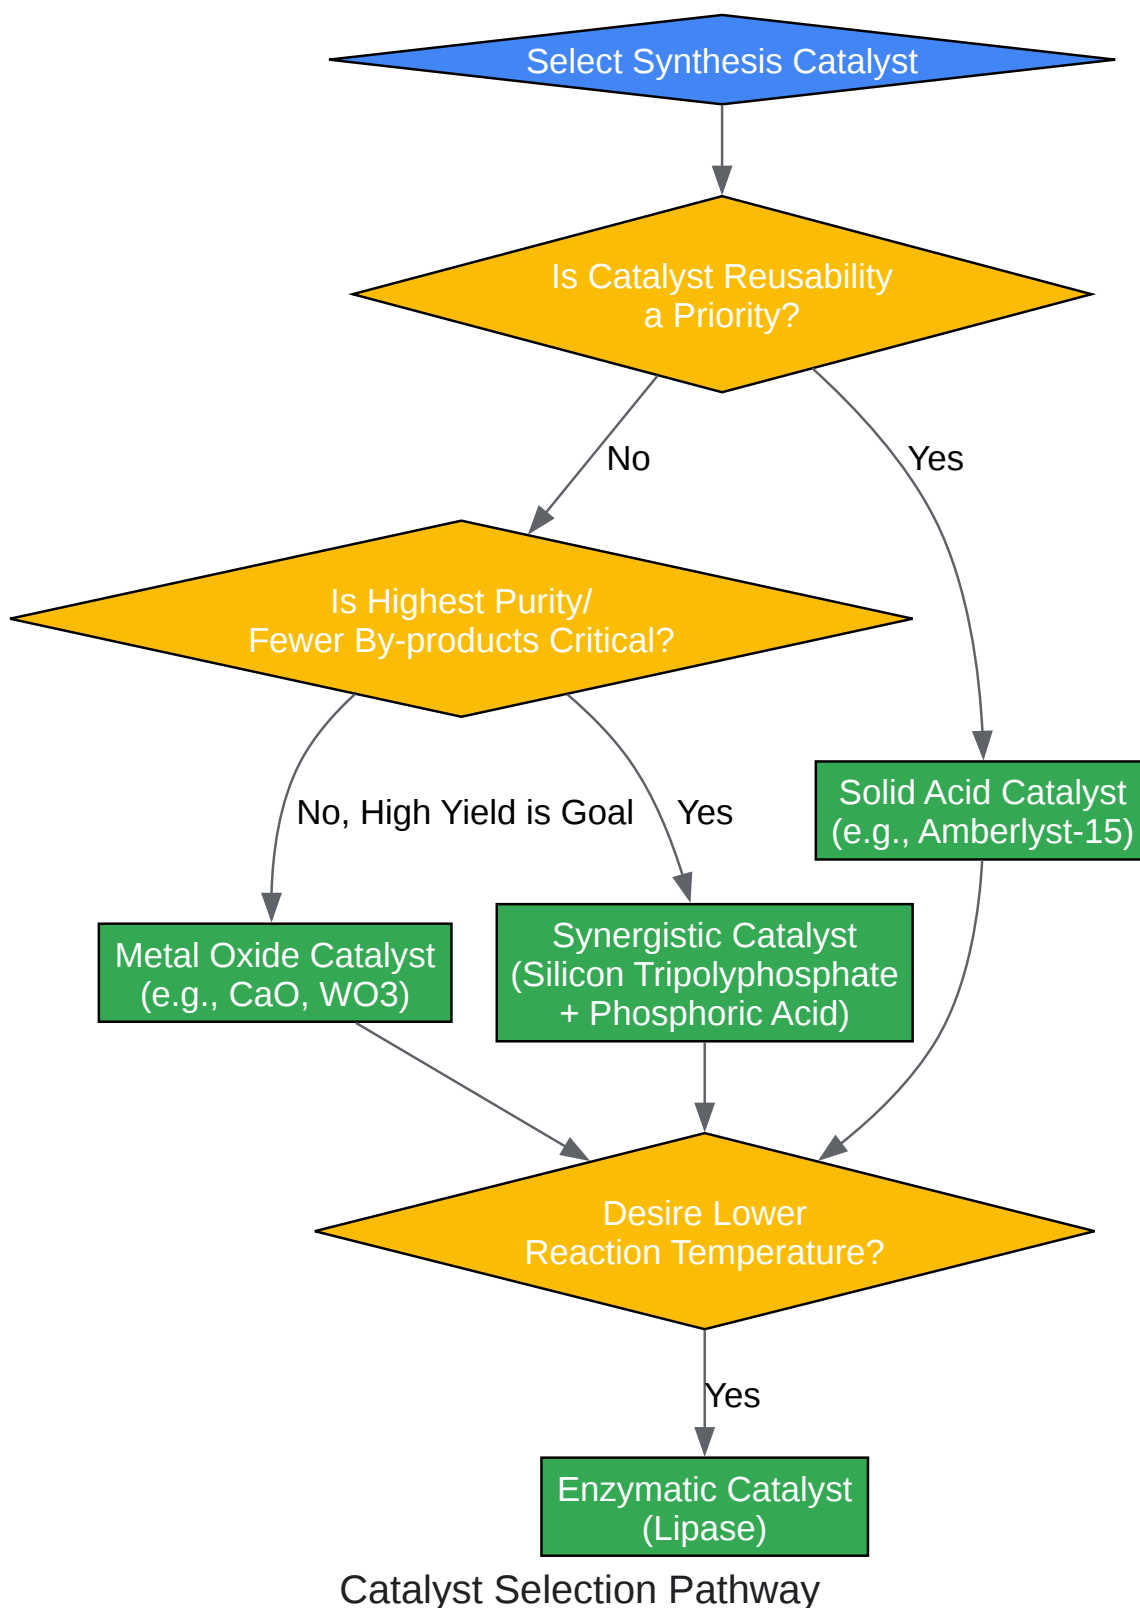 Select Synthesis Catalyst
Is Catalyst Reusability
a Priority?
No
Yes
Is Highest Purity/
Fewer By-products Critical?
No, High Yield is Goal
Yes
Solid Acid Catalyst
(e.g., Amberlyst-15)
Metal Oxide Catalyst
(e.g., CaO, WO3)
Synergistic Catalyst
(Silicon Tripolyphosphate
+ Phosphoric Acid)
Desire Lower
Reaction Temperature?
Yes
Enzymatic Catalyst
(Lipase)
Catalyst Selection Pathway